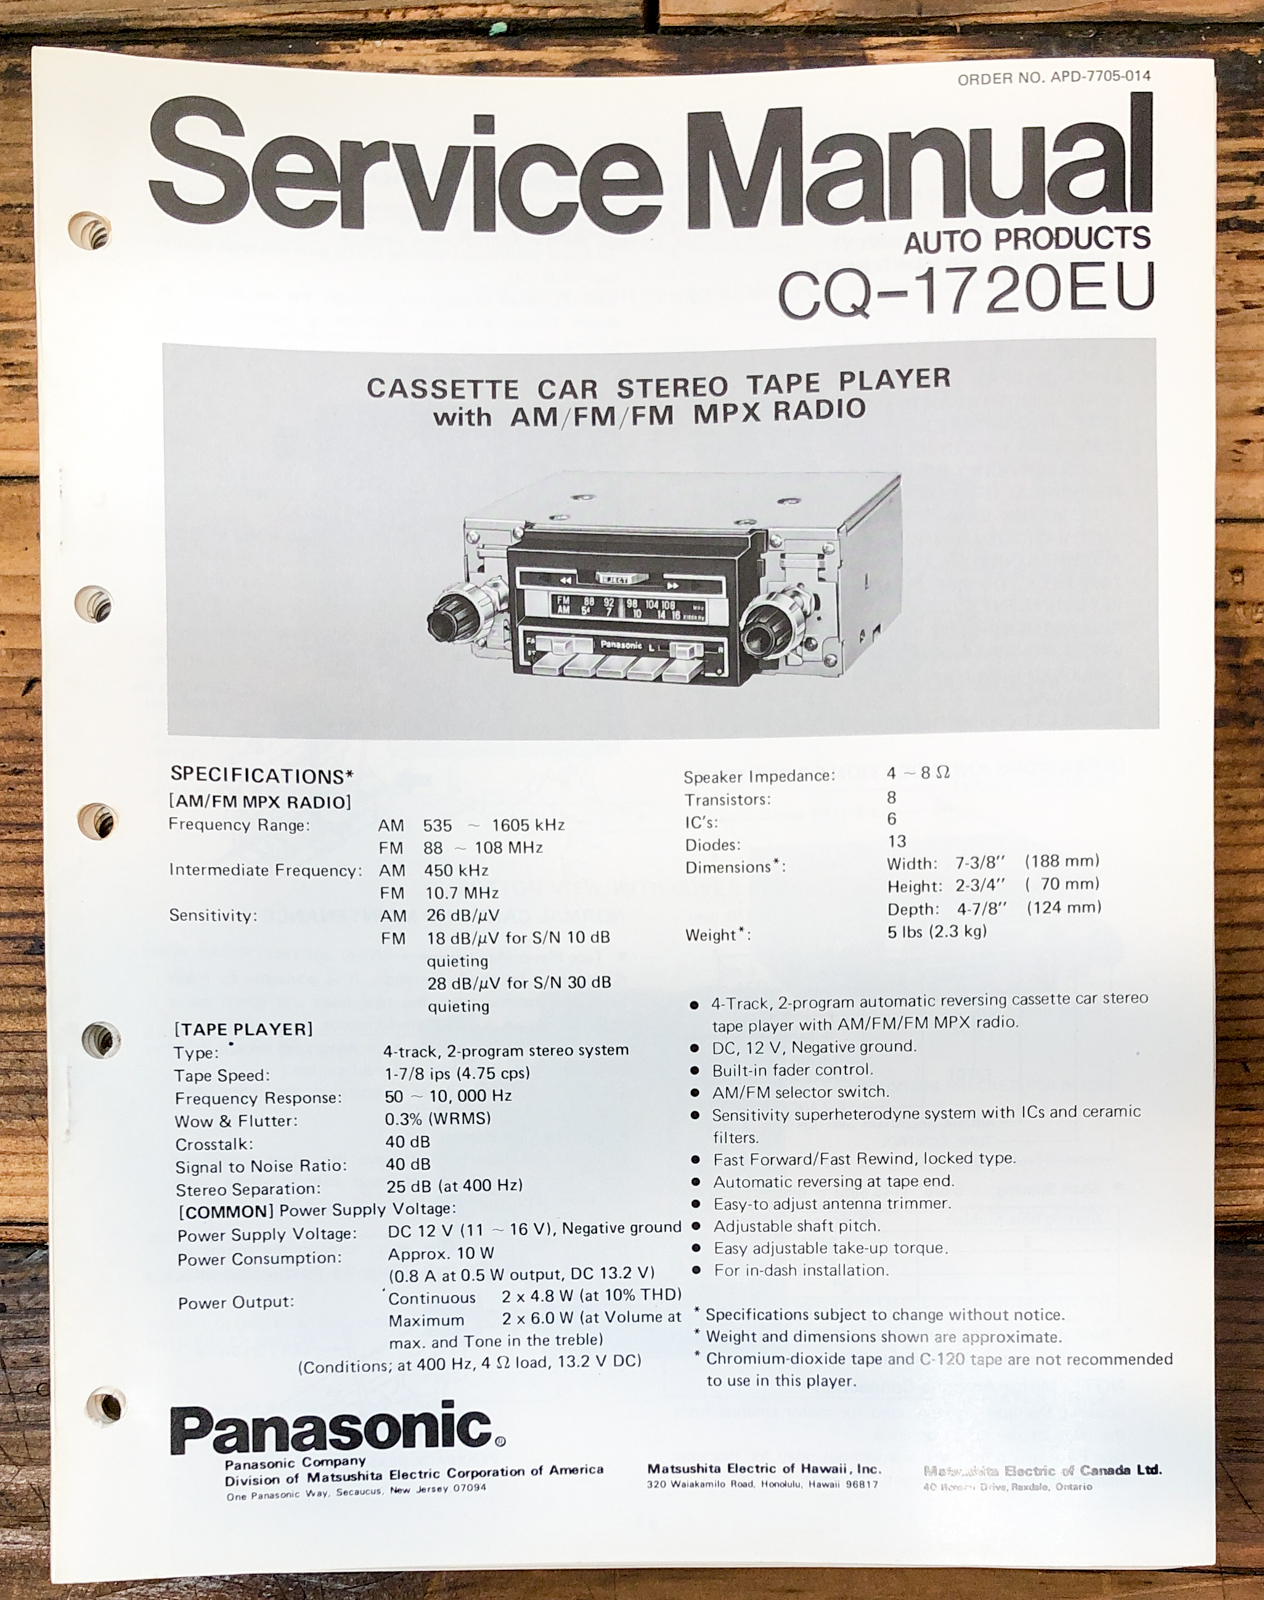 ORDER NO. APD-7705-014
Service Manual
AUTO PRODUCTS
CQ-1720EU
CASSETTE CAR STEREO TAPE PLAYER
with AM/FM/FM MPX RADIO
EJECT
FM 88 92 98 104 108 MHz
AM 54 7 10 14 16
Panasonic L R
SPECIFICATIONS*
[AM/FM MPX RADIO]
Frequency Range: AM 535 ~ 1605 kHz
FM 88 ~ 108 MHz
Intermediate Frequency: AM 450 kHz
FM 10.7 MHz
Sensitivity: AM 26 dB/μV
FM 18 dB/μV for S/N 10 dB
quieting
28 dB/μV for S/N 30 dB
quieting
[TAPE PLAYER]
Type: 4-track, 2-program stereo system
Tape Speed: 1-7/8 ips (4.75 cps)
Frequency Response: 50 ~ 10,000 Hz
Wow & Flutter: 0.3% (WRMS)
Crosstalk: 40 dB
Signal to Noise Ratio: 40 dB
Stereo Separation: 25 dB (at 400 Hz)
[COMMON] Power Supply Voltage:
Power Supply Voltage: DC 12 V (11 ~ 16 V), Negative ground
Power Consumption: Approx. 10 W
(0.8 A at 0.5 W output, DC 13.2 V)
Power Output: Continuous 2 x 4.8 W (at 10% THD)
Maximum 2 x 6.0 W (at Volume at
max. and Tone in the treble)
(Conditions; at 400 Hz, 4 Ω load, 13.2 V DC)
Speaker Impedance: 4 ~ 8 Ω
Transistors: 8
IC's: 6
Diodes: 13
Dimensions*: Width: 7-3/8'' (188 mm)
Height: 2-3/4'' ( 70 mm)
Depth: 4-7/8'' (124 mm)
Weight*: 5 lbs (2.3 kg)
● 4-Track, 2-program automatic reversing cassette car stereo
tape player with AM/FM/FM MPX radio.
● DC, 12 V, Negative ground.
● Built-in fader control.
● AM/FM selector switch.
● Sensitivity superheterodyne system with ICs and ceramic
filters.
● Fast Forward/Fast Rewind, locked type.
● Automatic reversing at tape end.
● Easy-to adjust antenna trimmer.
● Adjustable shaft pitch.
● Easy adjustable take-up torque.
● For in-dash installation.
* Specifications subject to change without notice.
* Weight and dimensions shown are approximate.
* Chromium-dioxide tape and C-120 tape are not recommended
to use in this player.
Panasonic®
Panasonic Company
Division of Matsushita Electric Corporation of America
One Panasonic Way, Secaucus, New Jersey 07094
Matsushita Electric of Hawaii, Inc.
320 Waiakamilo Road, Honolulu, Hawaii 96817
Matsushita Electric of Canada Ltd.
40 Drive, Rexdale, Ontario